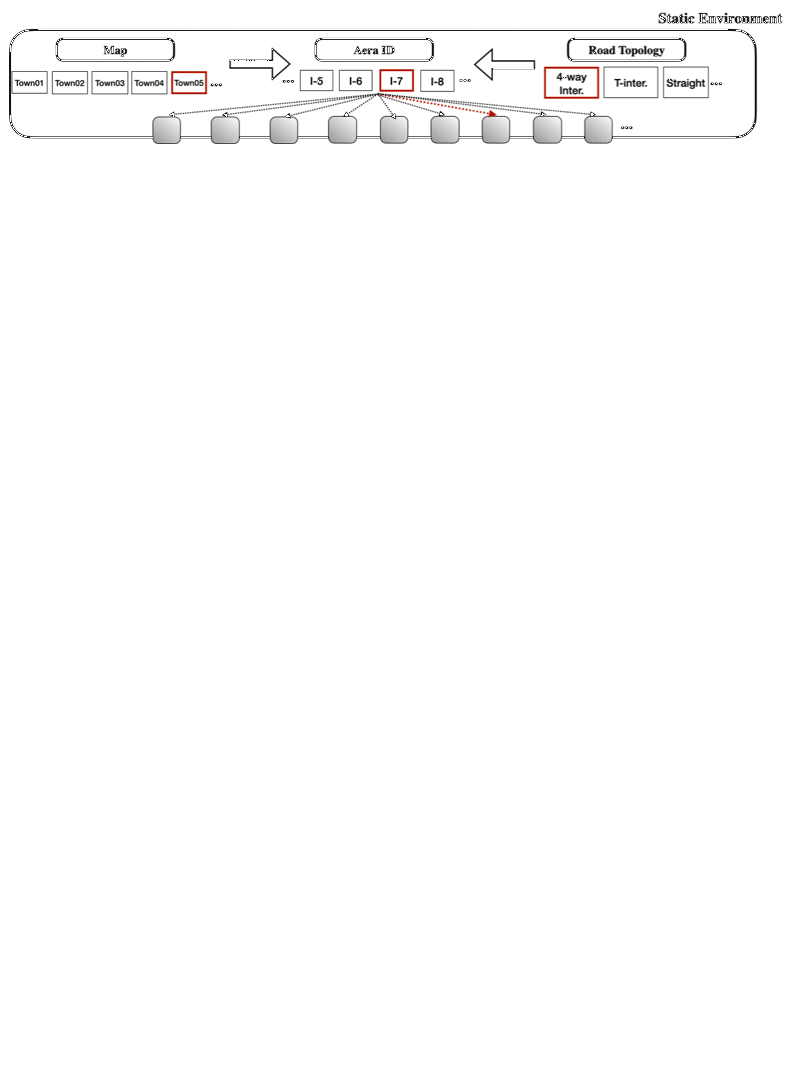 Static Environment
Map
Aera ID
Road Topology
Town01 Town02 Town03 Town04 Town05
I-5 I-6 I-7 I-8
4-way
Inter.
T-inter.
Straight